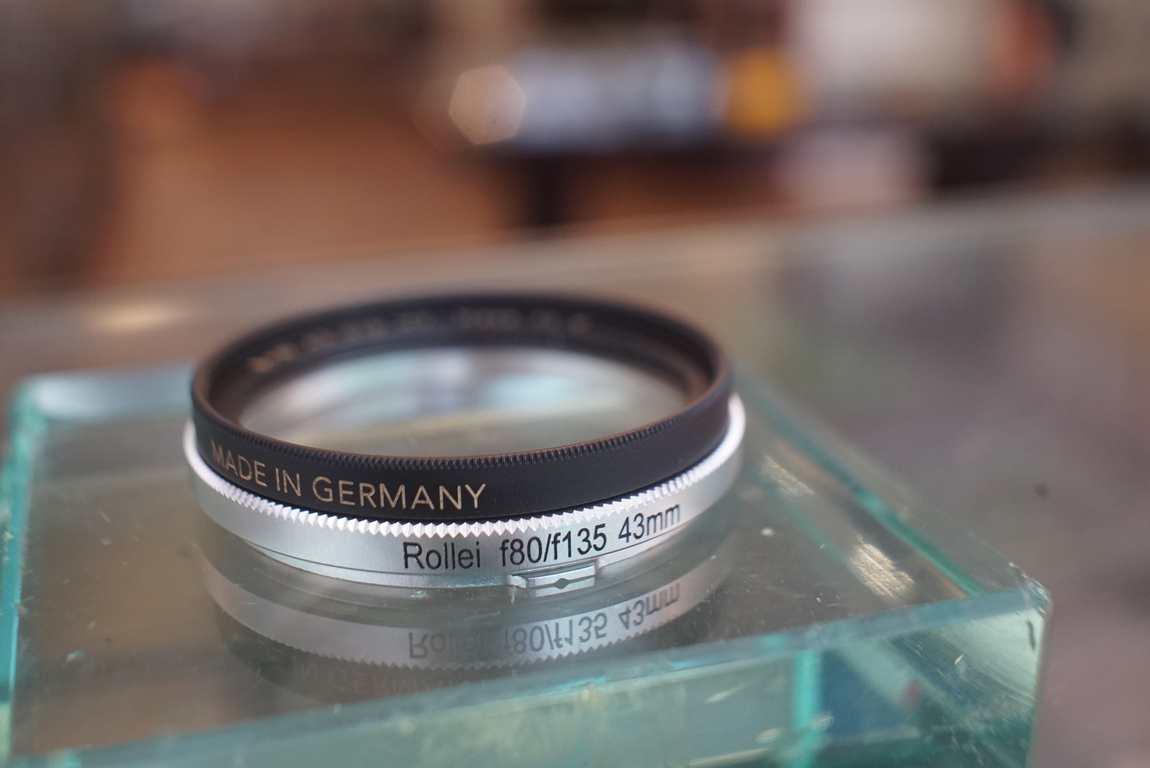 MADE IN GERMANY
Rollei f80/f135 43mm